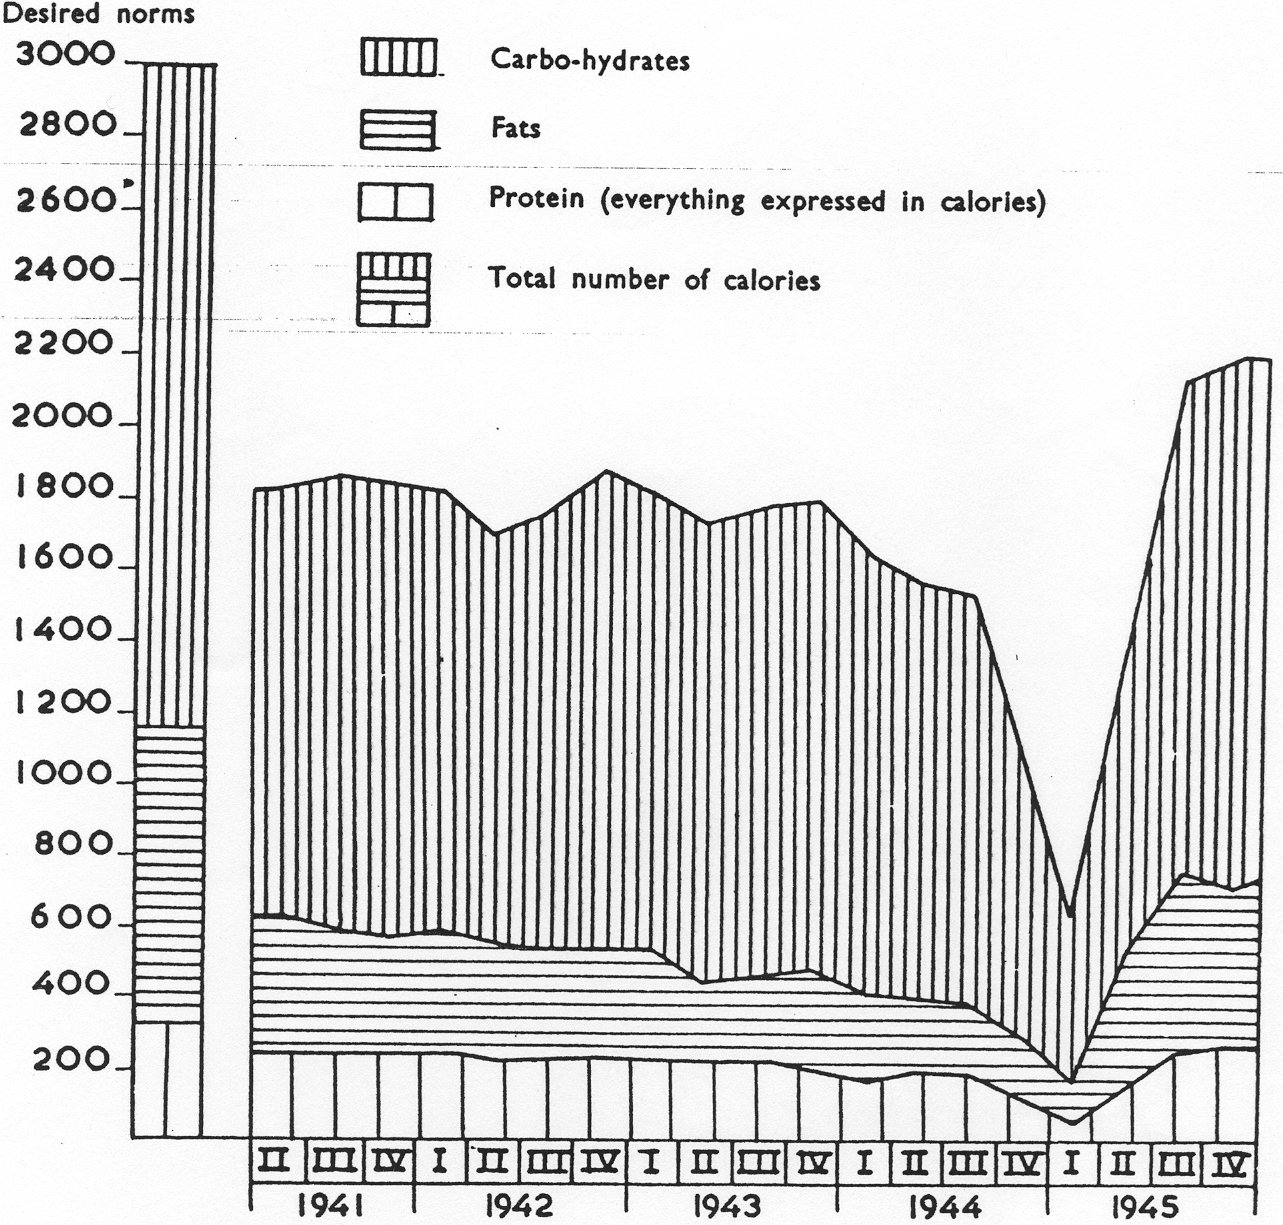 Desired norms
3000
2800
2600
2400
2200
2000
1800
1600
1400
1200
1000
800
600
400
200
Carbo-hydrates
Fats
Protein (everything expressed in calories)
Total number of calories
II III IV I II III IV I II III IV I II III IV I II III IV
1941 1942 1943 1944 1945